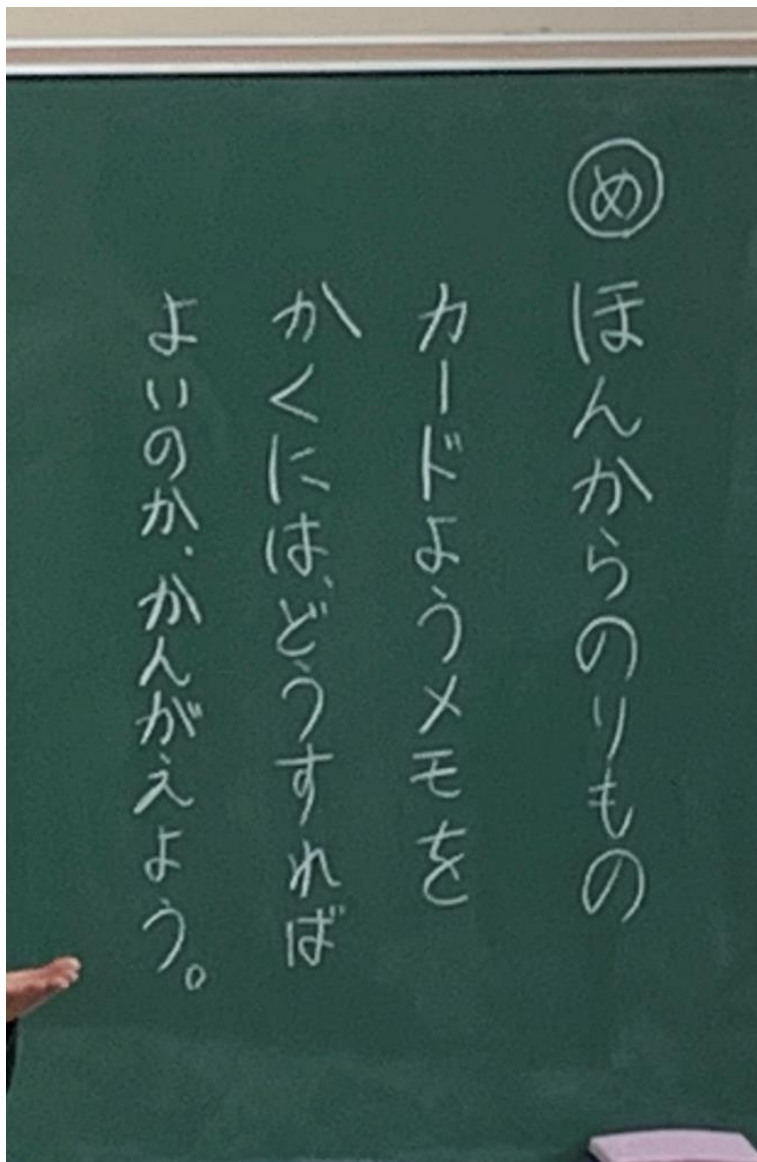 め ほんからのりもの
カードようメモを
かくには、どうすれば
よいのか、かんがえよう。